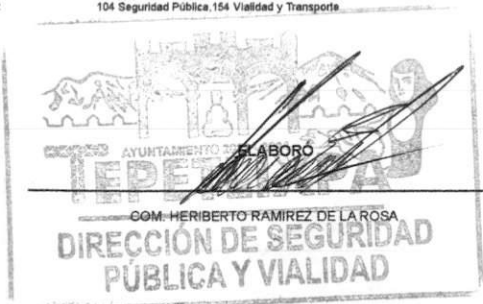 104 Seguridad Pública,154 Vialidad y Transporte
AYUNTAMIENTO
ELABORÓ
COM. HERIBERTO RAMIREZ DE LA ROSA
DIRECCIÓN DE SEGURIDAD
PÚBLICA Y VIALIDAD